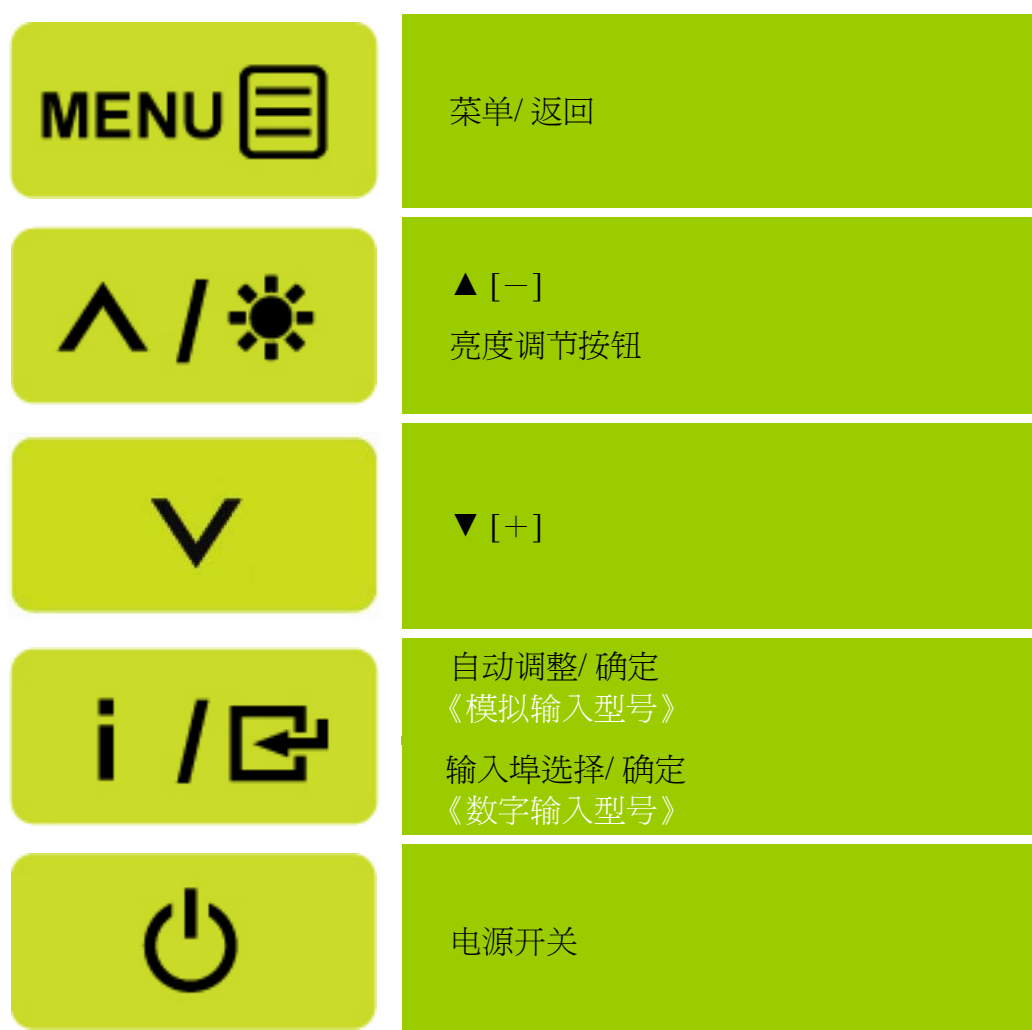 MENU
菜单/ 返回
/
▲ [－]
亮度调节按钮
▼ [＋]
i /
自动调整/ 确定
《模拟输入型号》
输入埠选择/ 确定
《数字输入型号》
电源开关